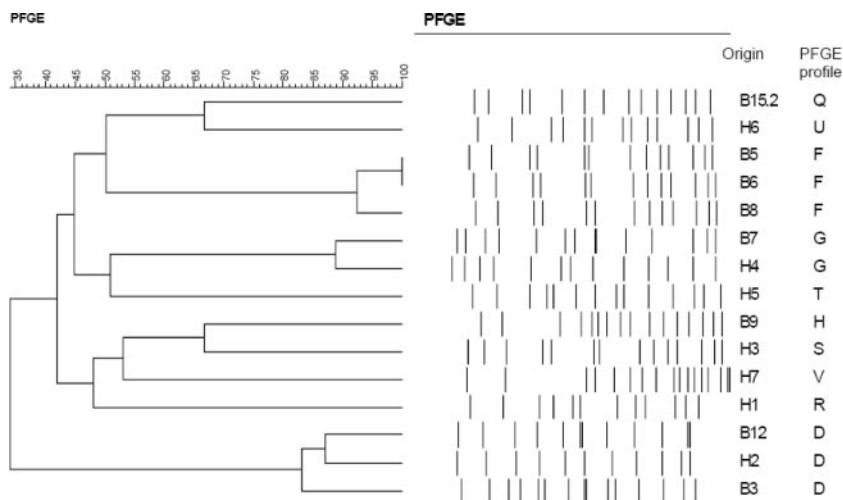 PFGE PFGE
35 40 45 50 55 60 65 70 75 80 85 90 95 100
Origin PFGE profile
B15.2 Q
H6 U
B5 F
B6 F
B8 F
B7 G
H4 G
H5 T
B9 H
H3 S
H7 V
H1 R
B12 D
H2 D
B3 D